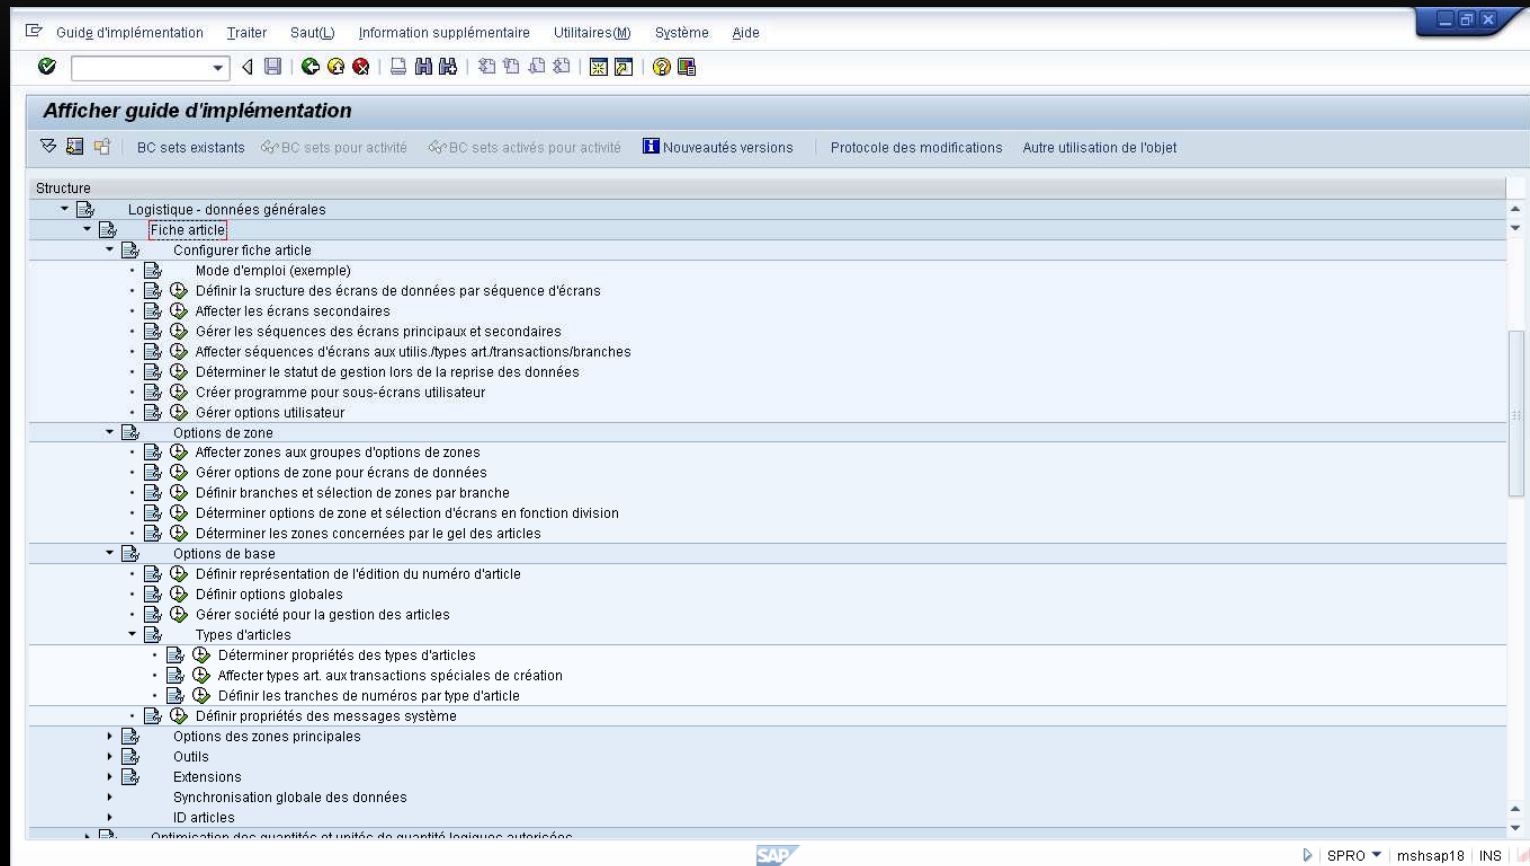 Guide d'implémentation Traiter Saut(L) Information supplémentaire Utilitaires(M) Système Aide
Afficher guide d'implémentation
BC sets existants BC sets pour activité BC sets activés pour activité Nouveautés versions Protocole des modifications Autre utilisation de l'objet
Structure
Logistique - données générales
Fiche article
Configurer fiche article
Mode d'emploi (exemple)
Définir la sructure des écrans de données par séquence d'écrans
Affecter les écrans secondaires
Gérer les séquences des écrans principaux et secondaires
Affecter séquences d'écrans aux utilis./types art./transactions/branches
Déterminer le statut de gestion lors de la reprise des données
Créer programme pour sous-écrans utilisateur
Gérer options utilisateur
Options de zone
Affecter zones aux groupes d'options de zones
Gérer options de zone pour écrans de données
Définir branches et sélection de zones par branche
Déterminer options de zone et sélection d'écrans en fonction division
Déterminer les zones concernées par le gel des articles
Options de base
Définir représentation de l'édition du numéro d'article
Définir options globales
Gérer société pour la gestion des articles
Types d'articles
Déterminer propriétés des types d'articles
Affecter types art. aux transactions spéciales de création
Définir les tranches de numéros par type d'article
Définir propriétés des messages système
Options des zones principales
Outils
Extensions
Synchronisation globale des données
ID articles
Optimisation des quantités et unités de quantité logiques autorisées
SAP SPRO mshsap18 INS